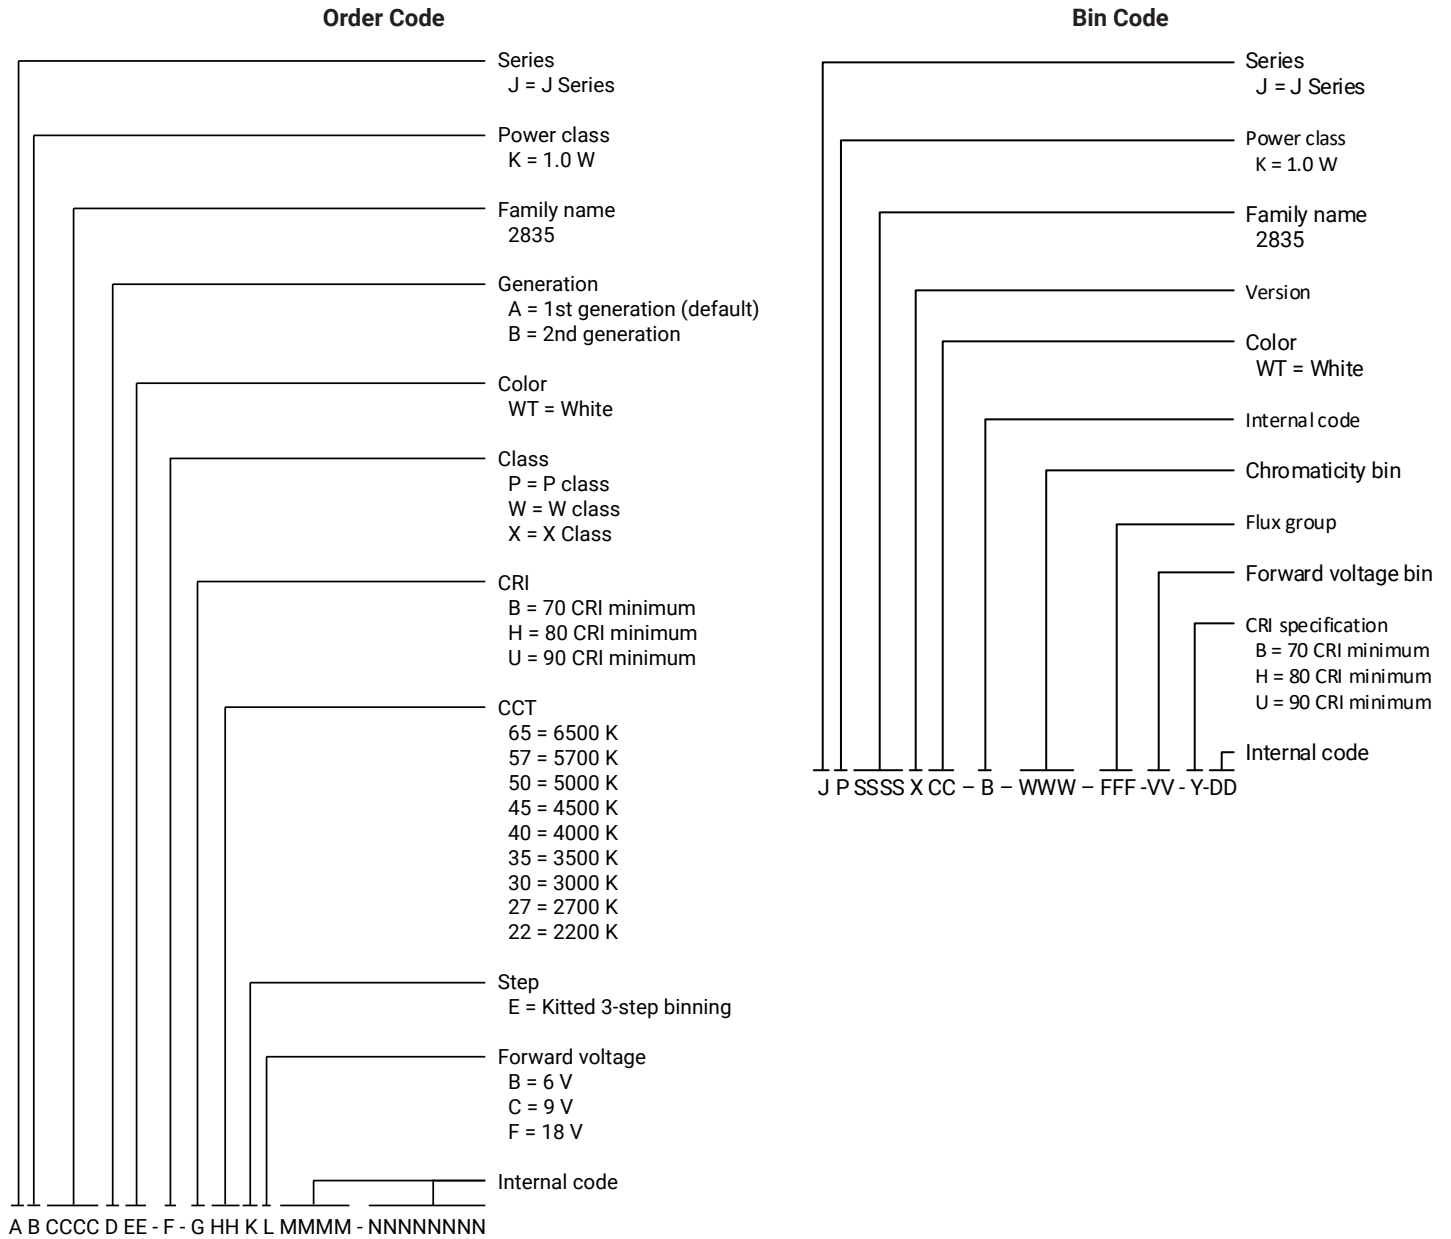 Order Code
Series
J = J Series
Power class
K = 1.0 W
Family name
2835
Generation
A = 1st generation (default)
B = 2nd generation
Color
WT = White
Class
P = P class
W = W class
X = X Class
CRI
B = 70 CRI minimum
H = 80 CRI minimum
U = 90 CRI minimum
CCT
65 = 6500 K
57 = 5700 K
50 = 5000 K
45 = 4500 K
40 = 4000 K
35 = 3500 K
30 = 3000 K
27 = 2700 K
22 = 2200 K
Step
E = Kitted 3-step binning
Forward voltage
B = 6 V
C = 9 V
F = 18 V
Internal code
A B CCCC D EE - F - G HH K L MMMM - NNNNNNNN
Bin Code
Series
J = J Series
Power class
K = 1.0 W
Family name
2835
Version
Color
WT = White
Internal code
Chromaticity bin
Flux group
Forward voltage bin
CRI specification
B = 70 CRI minimum
H = 80 CRI minimum
U = 90 CRI minimum
Internal code
J P SSSS X CC – B – WWW – FFF -VV - Y-DD